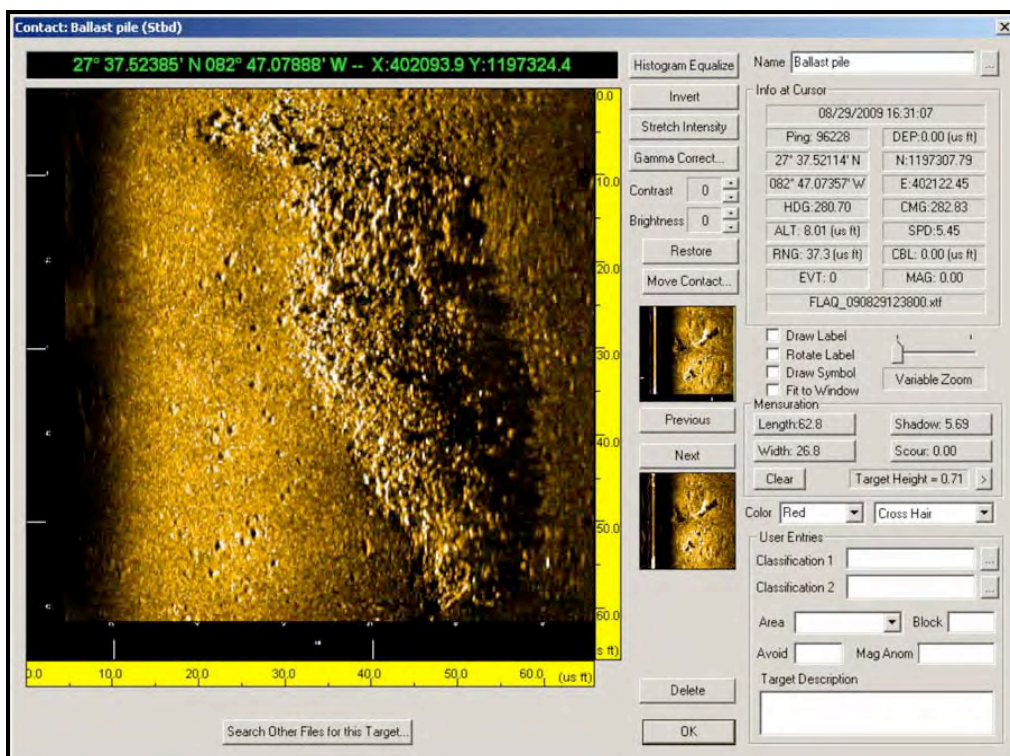 Contact: Ballast pile (Stbd)
27° 37.52385' N 082° 47.07888' W -- X:402093.9 Y:1197324.4
0.0
10.0
20.0
30.0
40.0
50.0
60.0
s ft)
0.0 10.0 20.0 30.0 40.0 50.0 60.0 (us ft)
Search Other Files for this Target...
Histogram Equalize
Invert
Stretch Intensity
Gamma Correct...
Contrast 0
Brightness 0
Restore
Move Contact...
Previous
Next
Delete
OK
Name Ballast pile ...
Info at Cursor
08/29/2009 16:31:07
Ping: 96228 DEP:0.00 (us ft)
27° 37.52114' N N:1197307.79
082° 47.07357' W E:402122.45
HDG:280.70 CMG:282.83
ALT: 8.01 (us ft) SPD:5.45
RNG: 37.3 (us ft) CBL: 0.00 (us ft)
EVT: 0 MAG: 0.00
FLAQ_090829123800.xtf
Draw Label
Rotate Label
Draw Symbol
Fit to Window
Variable Zoom
Mensuration
Length:62.8 Shadow: 5.69
Width: 26.8 Scour: 0.00
Clear Target Height = 0.71 >
Color Red Cross Hair
User Entries
Classification 1 ...
Classification 2 ...
Area Block
Avoid Mag Anom
Target Description